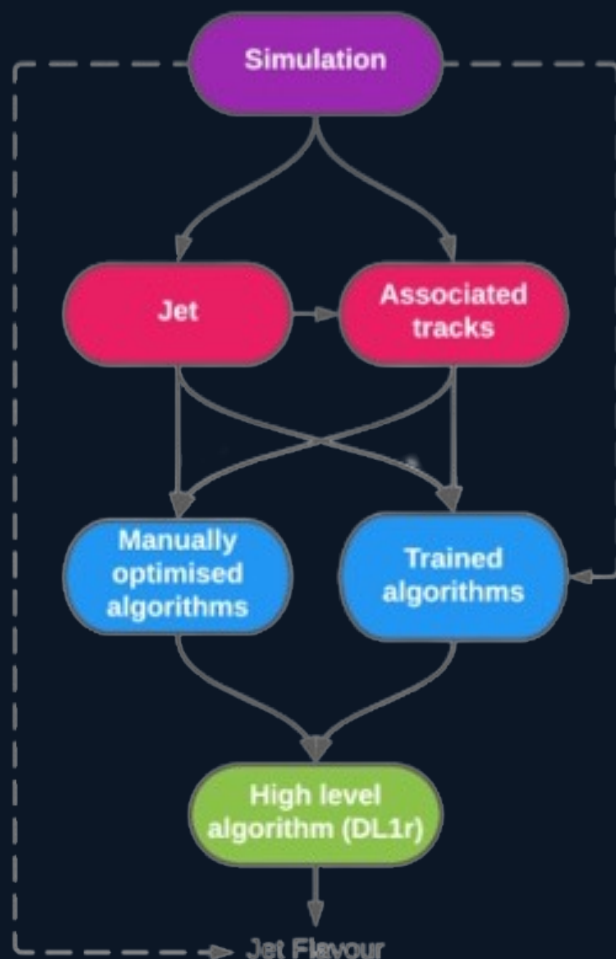 Simulation
Jet
Associated
tracks
Manually
optimised
algorithms
Trained
algorithms
High level
algorithm (DL1r)
Jet Flavour